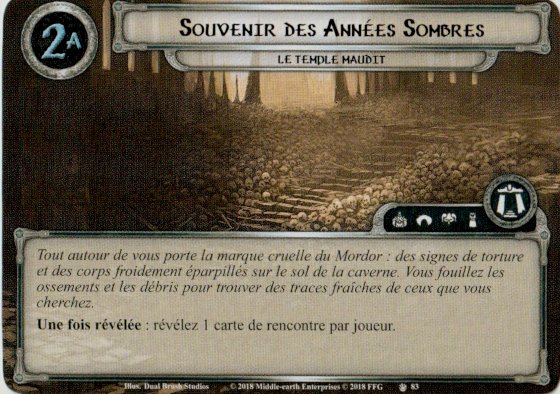 2A
Souvenir des Années Sombres
Le Temple Maudit
Tout autour de vous porte la marque cruelle du Mordor : des signes de torture
et des corps froidement éparpillés sur le sol de la caverne. Vous fouillez les
ossements et les débris pour trouver des traces fraîches de ceux que vous
cherchez.
Une fois révélée : révélez 1 carte de rencontre par joueur.
Illus. Dual Brush Studios © 2018 Middle-earth Enterprises © 2018 FFG 83